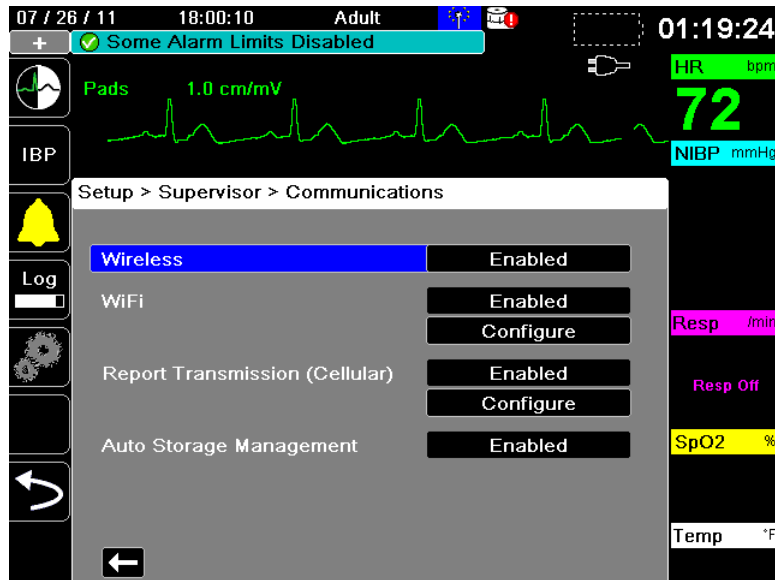 07 / 26 / 11 18:00:10 Adult
01:19:24
+ Some Alarm Limits Disabled
HR bpm
Pads 1.0 cm/mV
72
IBP
NIBP mmHg
Setup > Supervisor > Communications
Wireless Enabled
Log
WiFi Enabled
Configure
Resp /min
Report Transmission (Cellular) Enabled
Resp Off
Configure
Auto Storage Management Enabled
SpO2 %
Temp °F